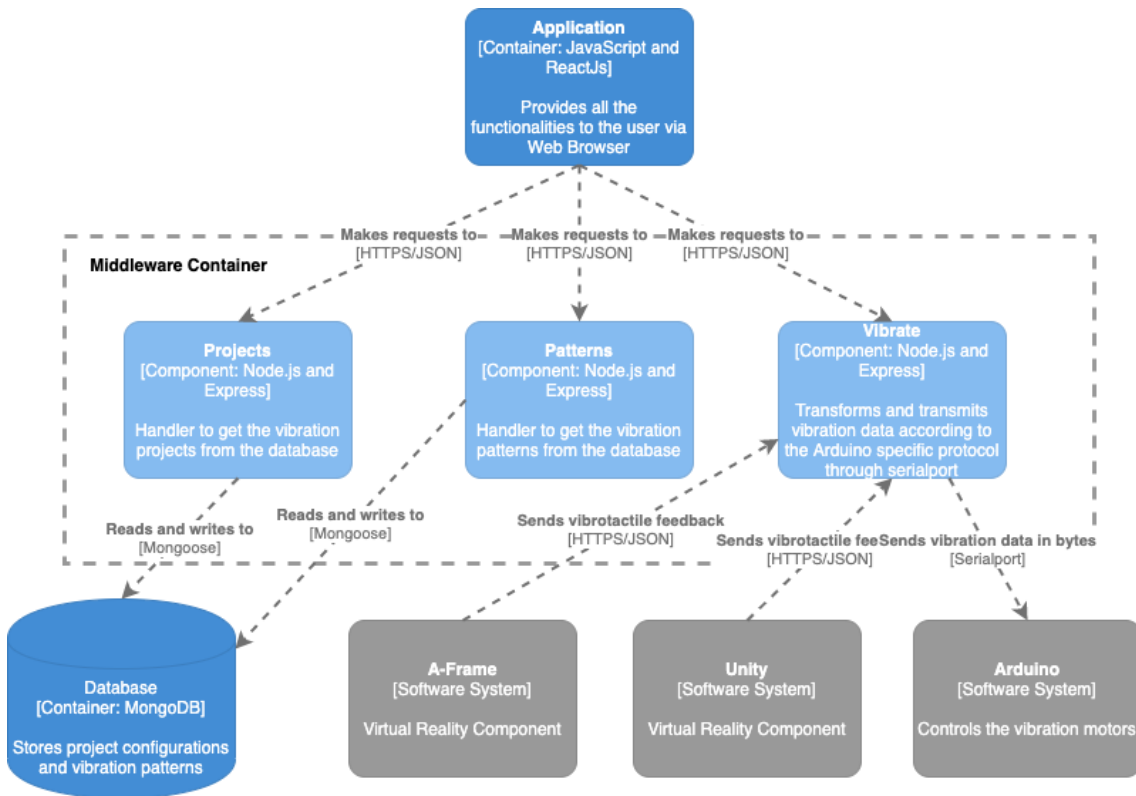 Application
[Container: JavaScript and
ReactJs]
Provides all the
functionalities to the user via
Web Browser
Makes requests to
[HTTPS/JSON]
Makes requests to
[HTTPS/JSON]
Makes requests to
[HTTPS/JSON]
Middleware Container
Projects
[Component: Node.js and
Express]
Handler to get the vibration
projects from the database
Patterns
[Component: Node.js and
Express]
Handler to get the vibration
patterns from the database
Vibrate
[Component: Node.js and
Express]
Transforms and transmits
vibration data according to
the Arduino specific protocol
through serialport
Reads and writes to
[Mongoose]
Reads and writes to
[Mongoose]
Sends vibrotactile feedback
[HTTPS/JSON]
Sends vibrotactile fee
[HTTPS/JSON]
Sends vibration data in bytes
[Serialport]
Database
[Container: MongoDB]
Stores project configurations
and vibration patterns
A-Frame
[Software System]
Virtual Reality Component
Unity
[Software System]
Virtual Reality Component
Arduino
[Software System]
Controls the vibration motors